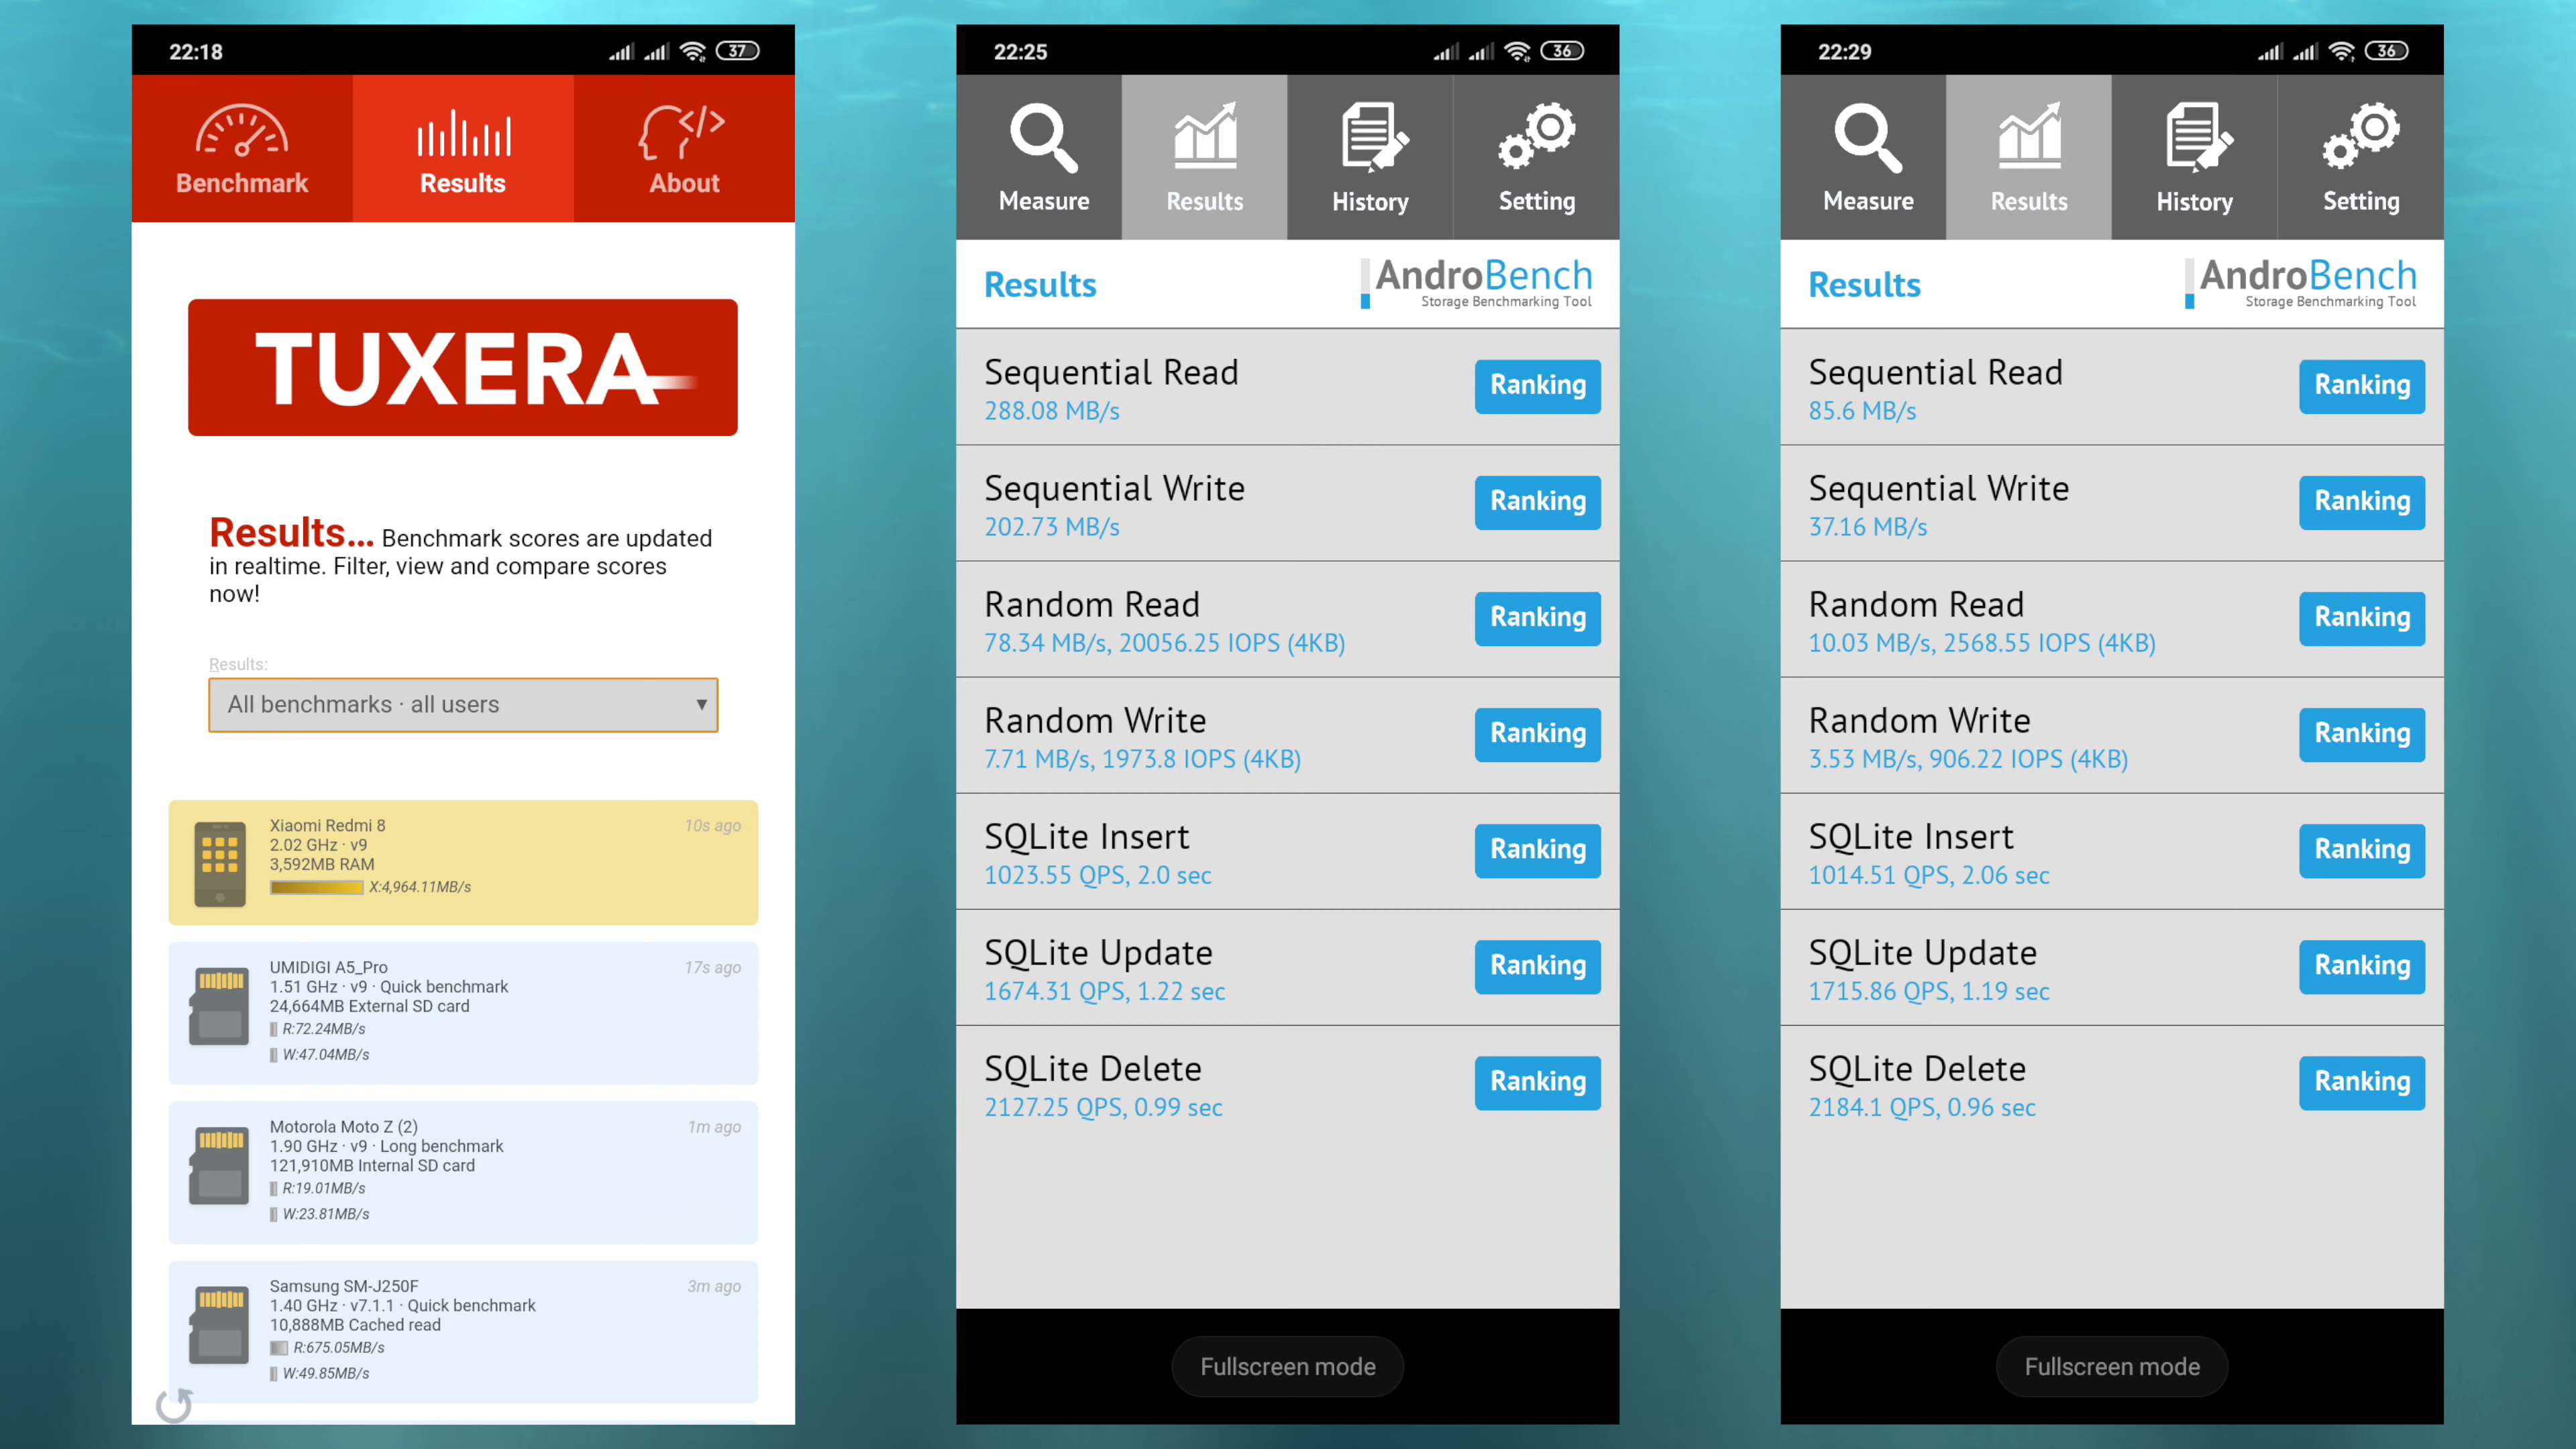 22:18
37
Benchmark
Results
About
TUXERA
Results... Benchmark scores are updated
in realtime. Filter, view and compare scores
now!
Results:
All benchmarks · all users
Xiaomi Redmi 8
10s ago
2.02 GHz · v9
3,592MB RAM
X:4,964.11MB/s
UMIDIGI A5_Pro
17s ago
1.51 GHz · v9 · Quick benchmark
24,664MB External SD card
R:72.24MB/s
W:47.04MB/s
Motorola Moto Z (2)
1m ago
1.90 GHz · v9 · Long benchmark
121,910MB Internal SD card
R:19.01MB/s
W:23.81MB/s
Samsung SM-J250F
3m ago
1.40 GHz · v7.1.1 · Quick benchmark
10,888MB Cached read
R:675.05MB/s
W:49.85MB/s
22:25
36
Measure
Results
History
Setting
Results
AndroBench
Storage Benchmarking Tool
Sequential Read
288.08 MB/s
Ranking
Sequential Write
202.73 MB/s
Ranking
Random Read
78.34 MB/s, 20056.25 IOPS (4KB)
Ranking
Random Write
7.71 MB/s, 1973.8 IOPS (4KB)
Ranking
SQLite Insert
1023.55 QPS, 2.0 sec
Ranking
SQLite Update
1674.31 QPS, 1.22 sec
Ranking
SQLite Delete
2127.25 QPS, 0.99 sec
Ranking
Fullscreen mode
22:29
36
Measure
Results
History
Setting
Results
AndroBench
Storage Benchmarking Tool
Sequential Read
85.6 MB/s
Ranking
Sequential Write
37.16 MB/s
Ranking
Random Read
10.03 MB/s, 2568.55 IOPS (4KB)
Ranking
Random Write
3.53 MB/s, 906.22 IOPS (4KB)
Ranking
SQLite Insert
1014.51 QPS, 2.06 sec
Ranking
SQLite Update
1715.86 QPS, 1.19 sec
Ranking
SQLite Delete
2184.1 QPS, 0.96 sec
Ranking
Fullscreen mode